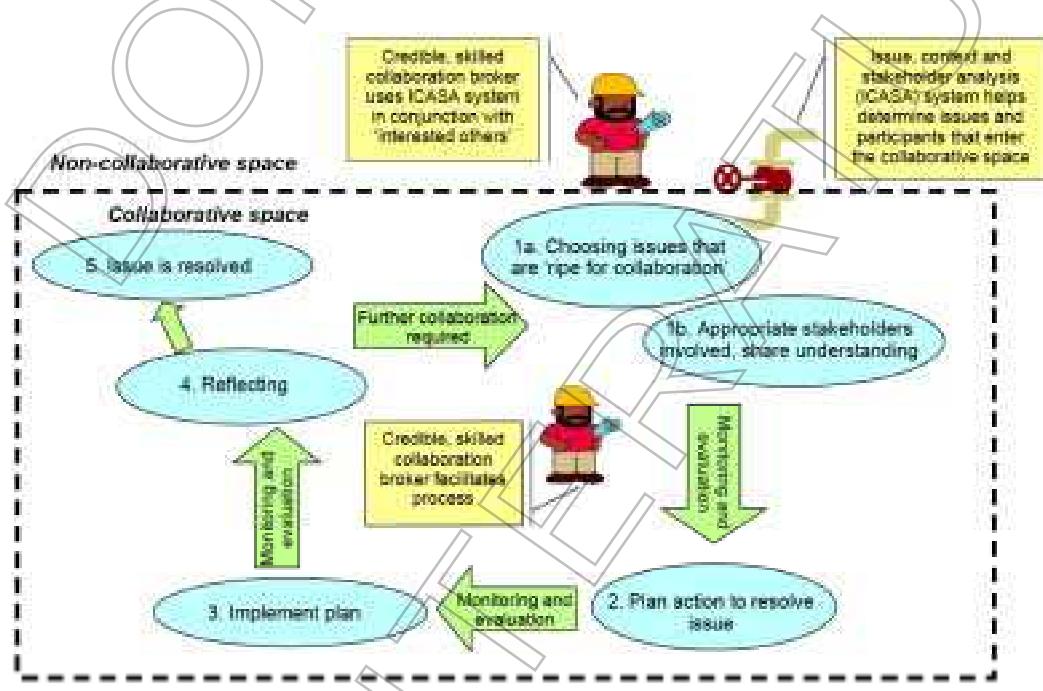 Credible, skilled
collaboration broker
uses ICASA system
in conjunction with
'interested others'
Issue, context and
stakeholder analysis
(ICASA) system helps
determine issues and
participants that enter
the collaborative space
Non-collaborative space
Collaborative space
5. Issue is resolved
1a. Choosing issues that
are 'ripe for collaboration'
Further collaboration
required
1b. Appropriate stakeholders
involved, share understanding
4. Reflecting
Credible, skilled
collaboration
broker facilitates
process
Monitoring and
evaluation
Monitoring and
evaluation
3. Implement plan
Monitoring and
evaluation
2. Plan action to resolve
issue